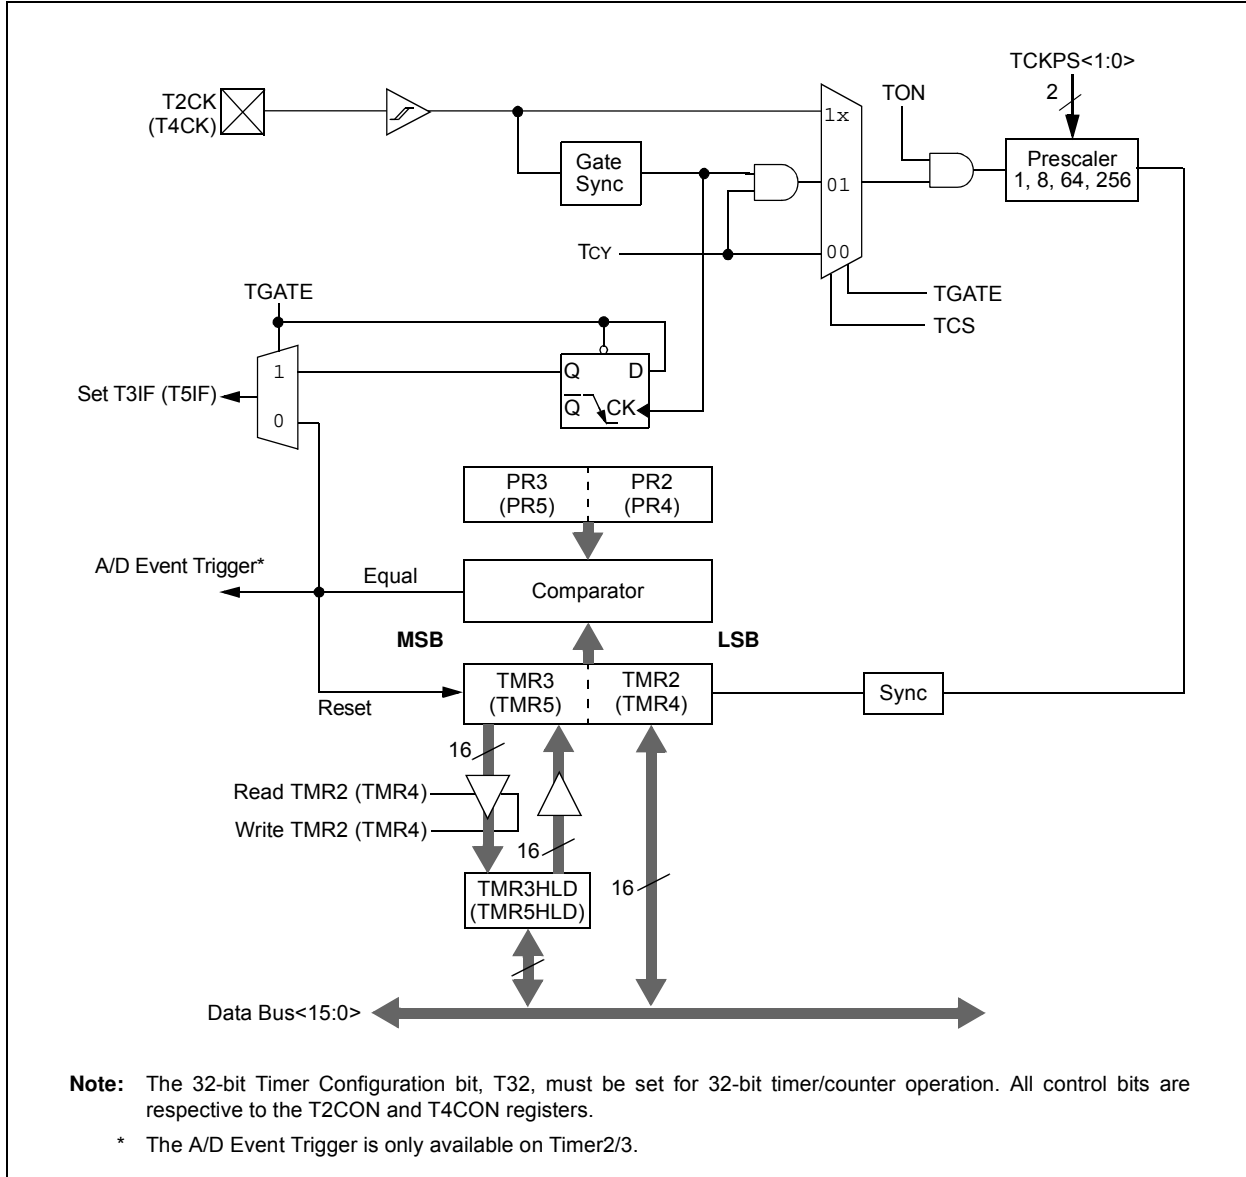 TCKPS<1:0>
2
T2CK
(T4CK)
TON
1x
Gate
Sync
Prescaler
1, 8, 64, 256
01
TCY
00
TGATE
TGATE
TCS
1
Q
D
Set T3IF (T5IF)
Q
CK
0
PR3
(PR5)
PR2
(PR4)
A/D Event Trigger*
Equal
Comparator
MSB
LSB
TMR3
(TMR5)
TMR2
(TMR4)
Sync
Reset
16
Read TMR2 (TMR4)
Write TMR2 (TMR4)
16
TMR3HLD
(TMR5HLD)
16
Data Bus<15:0>
Note: The 32-bit Timer Configuration bit, T32, must be set for 32-bit timer/counter operation. All control bits are
respective to the T2CON and T4CON registers.
* The A/D Event Trigger is only available on Timer2/3.